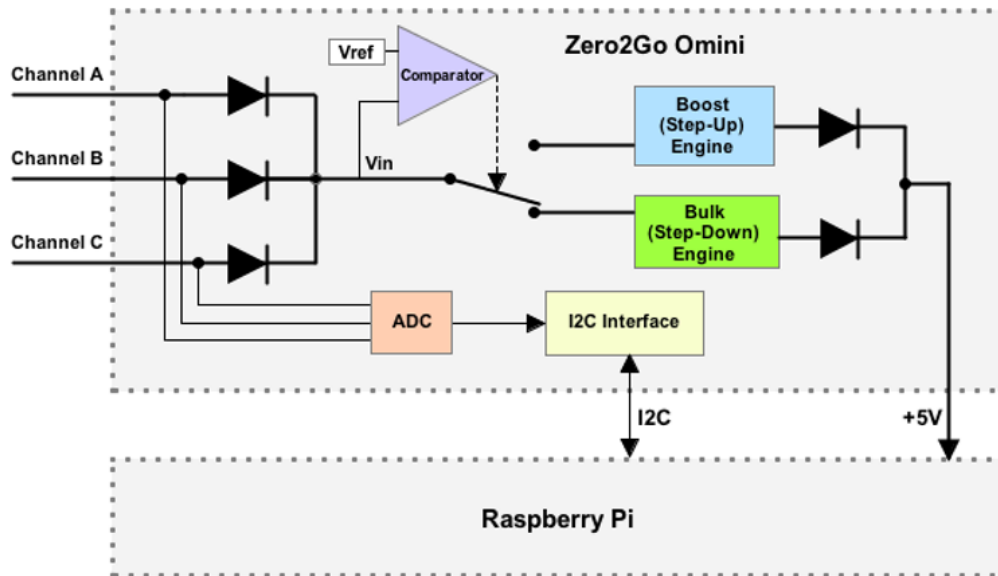 Zero2Go Omini
Vref
Comparator
Channel A
Boost
(Step-Up)
Engine
Channel B
Vin
Bulk
(Step-Down)
Engine
Channel C
ADC
I2C Interface
I2C
+5V
Raspberry Pi